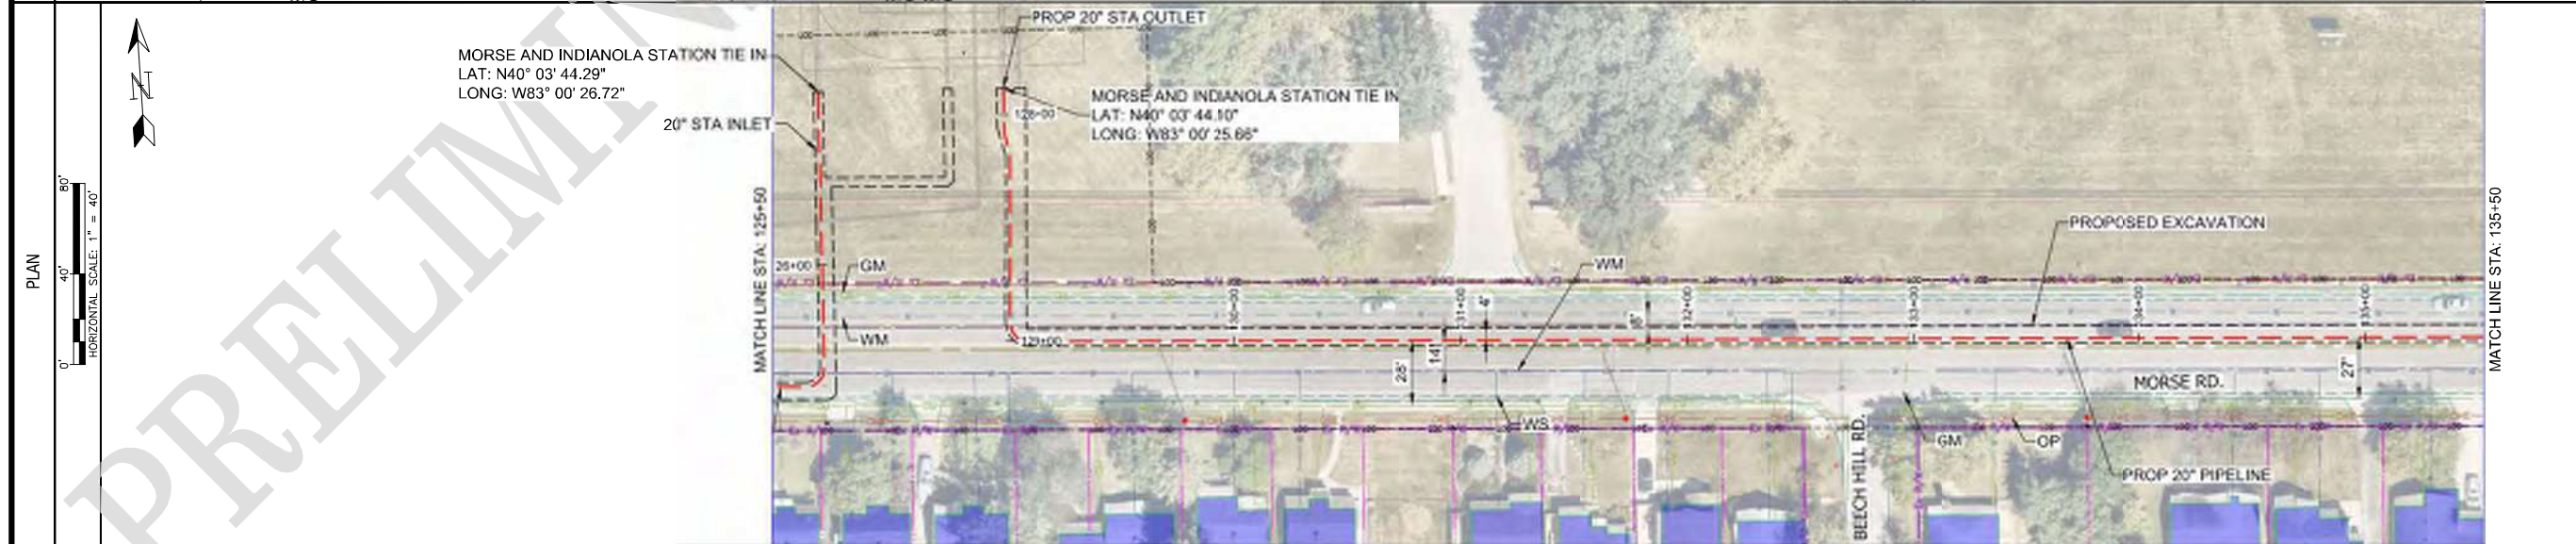 PROP 20" STA OUTLET
MORSE AND INDIANOLA STATION TIE IN
LAT: N40° 03' 44.29"
LONG: W83° 00' 26.72"
20" STA INLET
MORSE AND INDIANOLA STATION TIE IN
LAT: N40° 03' 44.10"
LONG: W83° 00' 25.66"
128+00
N
PRELIMIN
PLAN
80'
40'
0'
HORIZONTAL SCALE: 1" = 40'
MATCH LINE STA: 125+50
26+00
GM
WM
129+00
130+00
131+00
4'
14'
28'
WM
8'
132+00
133+00
134+00
135+00
PROPOSED EXCAVATION
MORSE RD.
27'
WS
BEECH HILL RD.
GM
OP
PROP 20" PIPELINE
MATCH LINE STA: 135+50